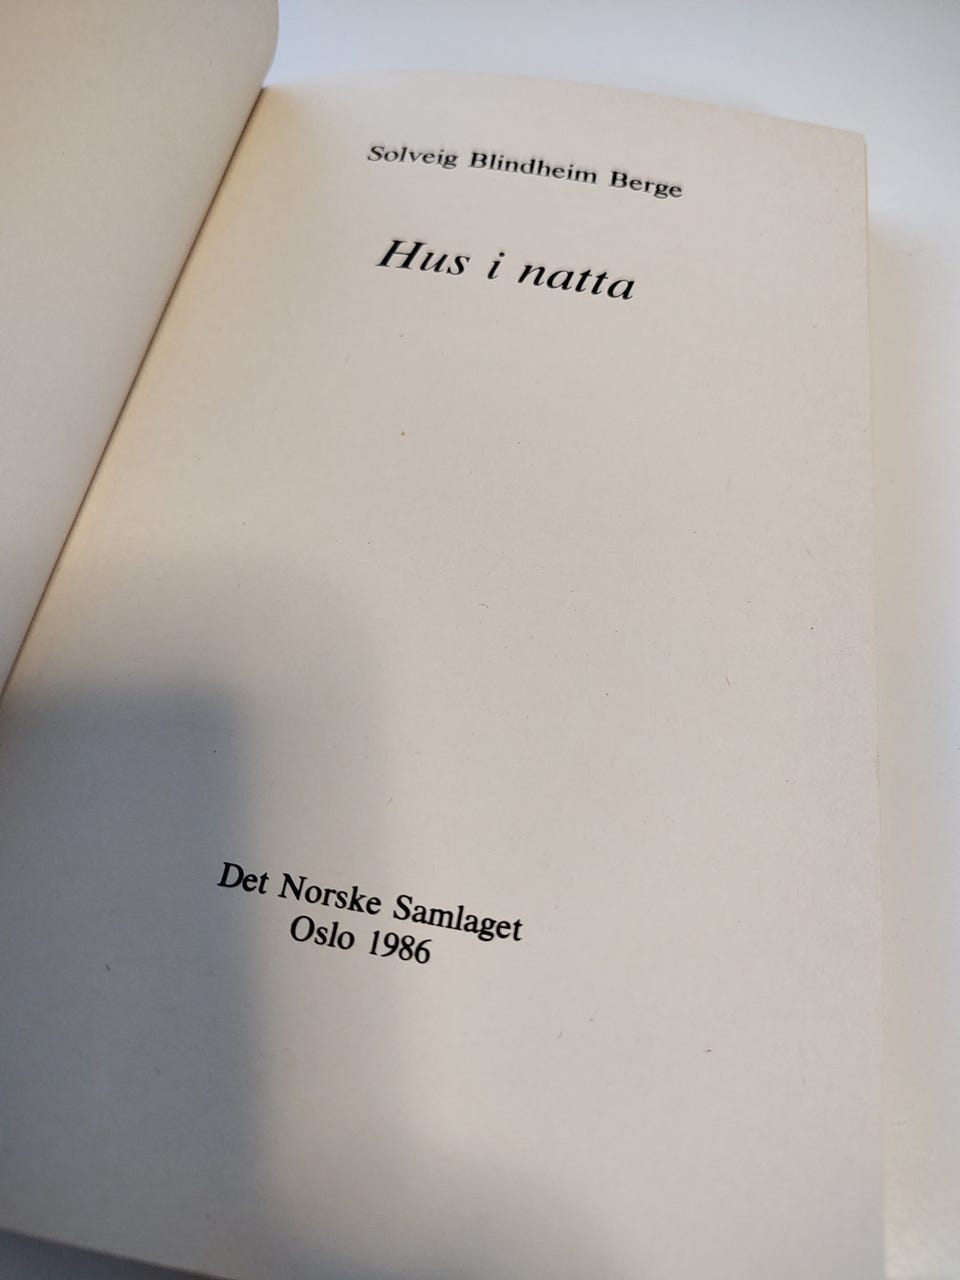 Solveig Blindheim Berge
Hus i natta
Det Norske Samlaget
Oslo 1986